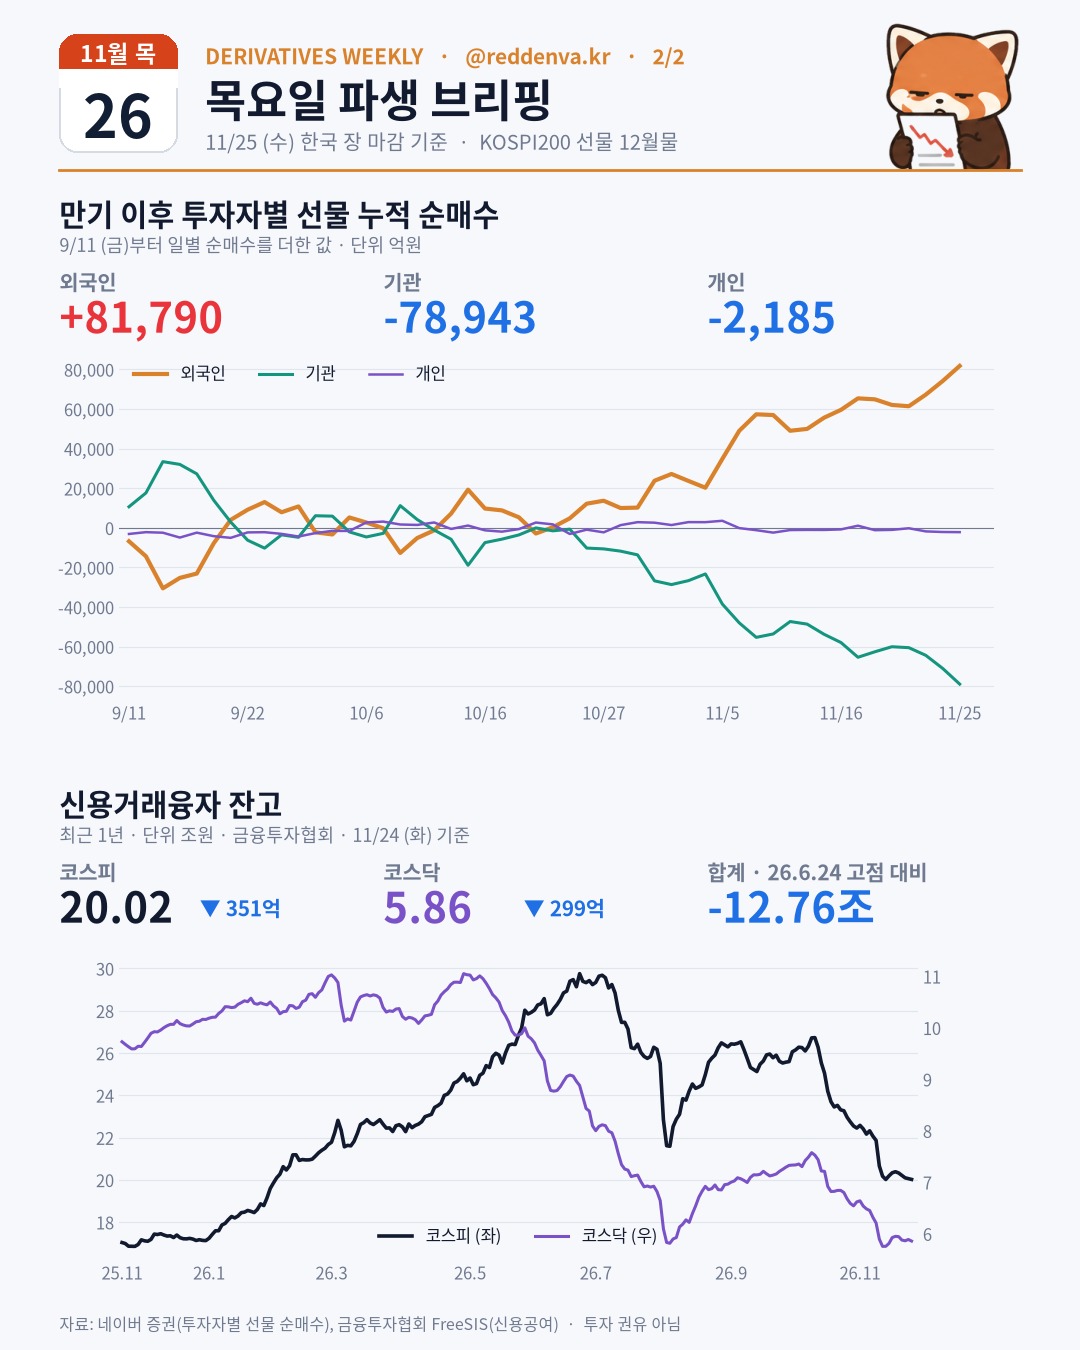 11월 목
26
DERIVATIVES WEEKLY · @reddenva.kr · 2/2
목요일 파생 브리핑
11/25 (수) 한국 장 마감 기준 · KOSPI200 선물 12월물
만기 이후 투자자별 선물 누적 순매수
9/11 (금)부터 일별 순매수를 더한 값 · 단위 억원
외국인 기관 개인
+81,790 -78,943 -2,185
외국인 기관 개인
80,000
60,000
40,000
20,000
0
-20,000
-40,000
-60,000
-80,000
9/11 9/22 10/6 10/16 10/27 11/5 11/16 11/25
신용거래융자 잔고
최근 1년 · 단위 조원 · 금융투자협회 · 11/24 (화) 기준
코스피 코스닥 합계 · 26.6.24 고점 대비
20.02 ▼ 351억 5.86 ▼ 299억 -12.76조
30
28
26
24
22
20
18
11
10
9
8
7
6
코스피 (좌) 코스닥 (우)
25.11 26.1 26.3 26.5 26.7 26.9 26.11
자료: 네이버 증권(투자자별 선물 순매수), 금융투자협회 FreeSIS(신용공여) · 투자 권유 아님